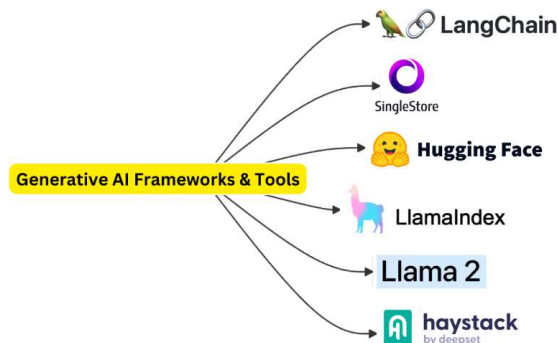 LangChain
SingleStore
Hugging Face
Generative AI Frameworks & Tools
LlamaIndex
Llama 2
haystack
by deepset